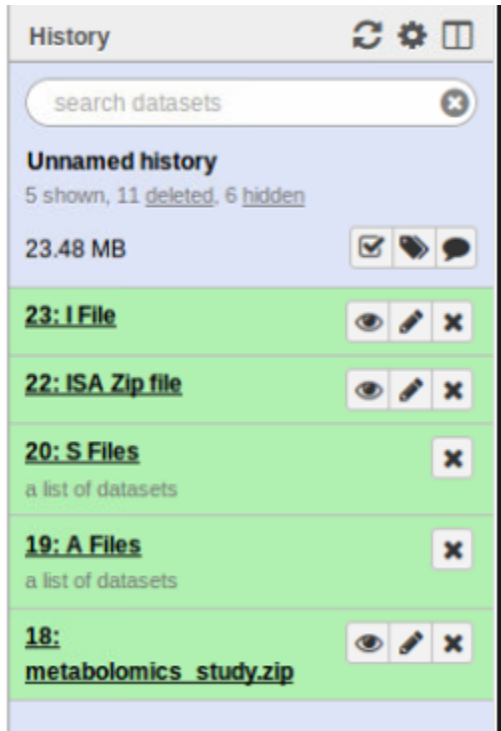 History
search datasets
Unnamed history
5 shown, 11 deleted, 6 hidden
23.48 MB
23: I File
22: ISA Zip file
20: S Files
a list of datasets
19: A Files
a list of datasets
18:
metabolomics_study.zip